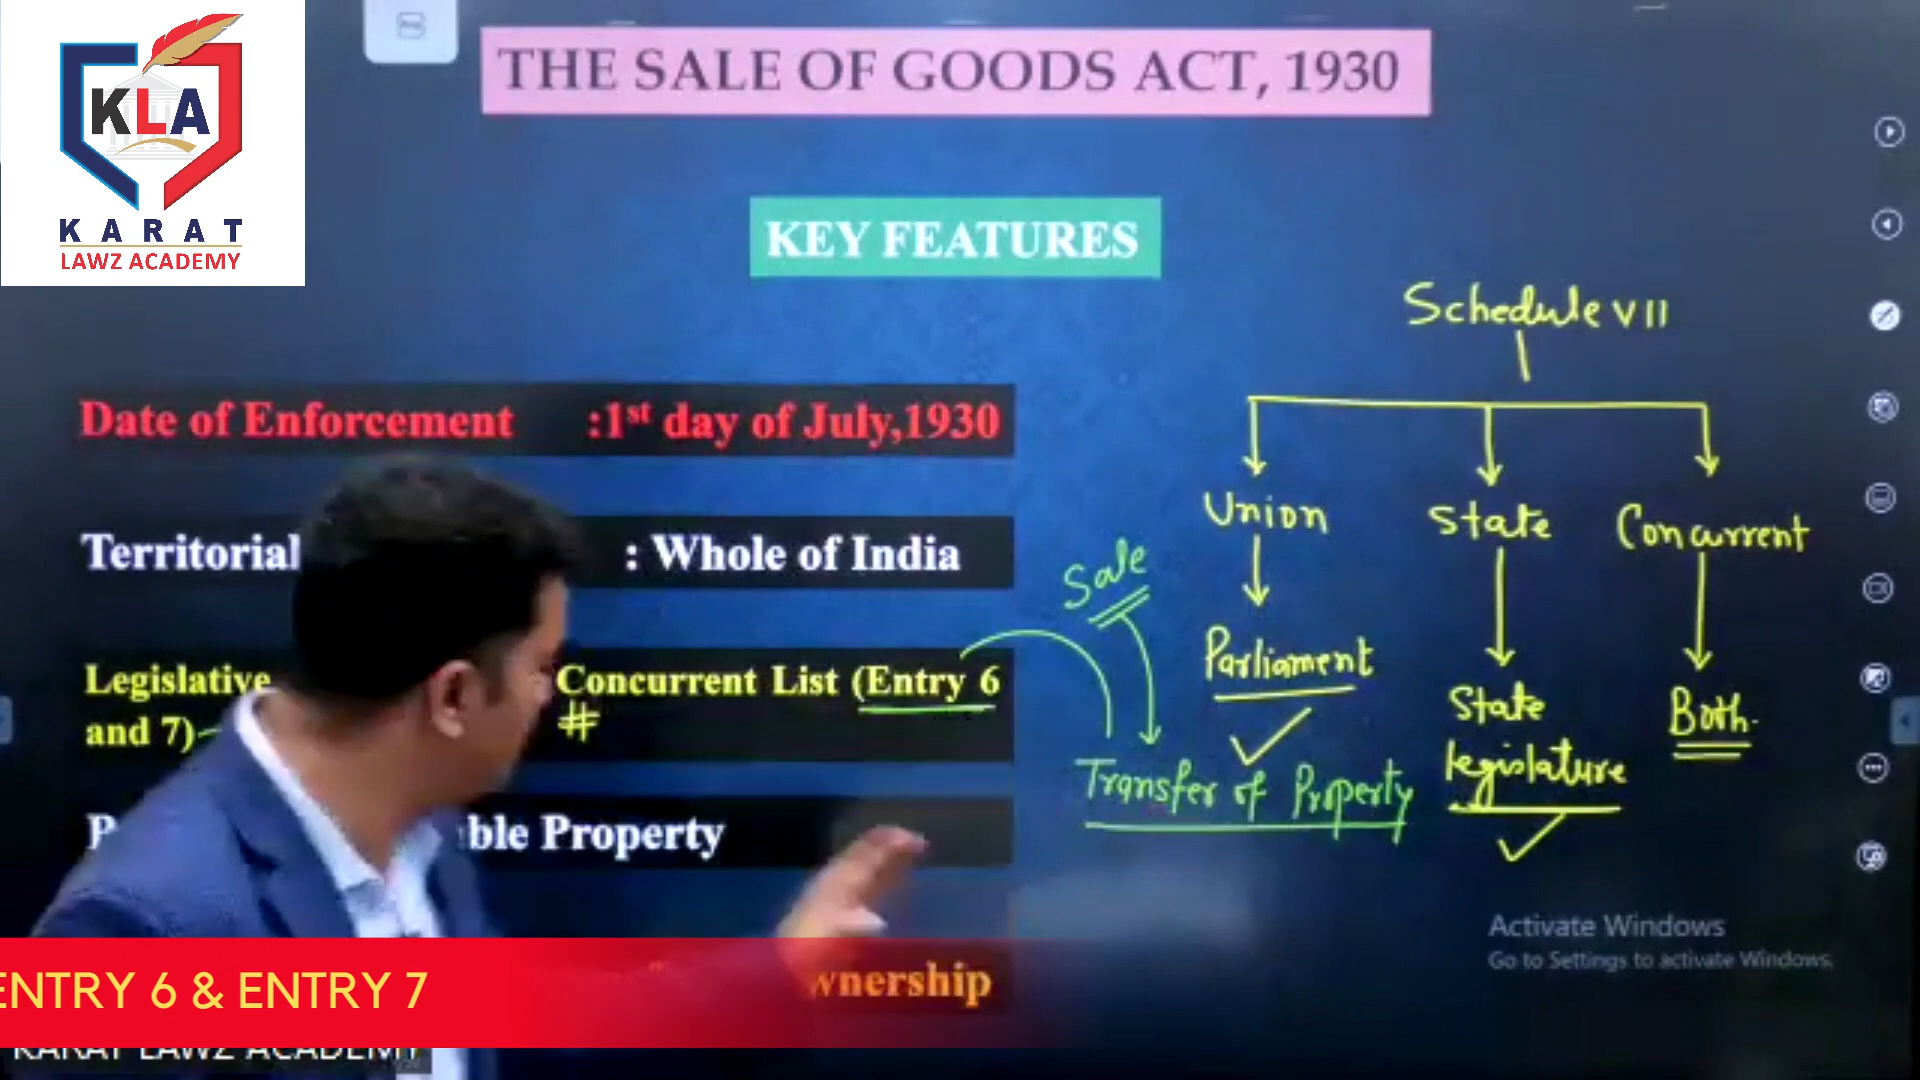 KLA
KARAT
LAWZ ACADEMY
THE SALE OF GOODS ACT, 1930
KEY FEATURES
Schedule VII
Date of Enforcement :1st day of July,1930
Union
State
Concurrent
Territorial : Whole of India
Sale
Parliament
State
legislature
Both.
Legislative Concurrent List (Entry 6
and 7)
#
Transfer of Property
ble Property
wnership
Activate Windows
Go to Settings to activate Windows.
ENTRY 6 & ENTRY 7
KARAT LAWZ ACADEMY